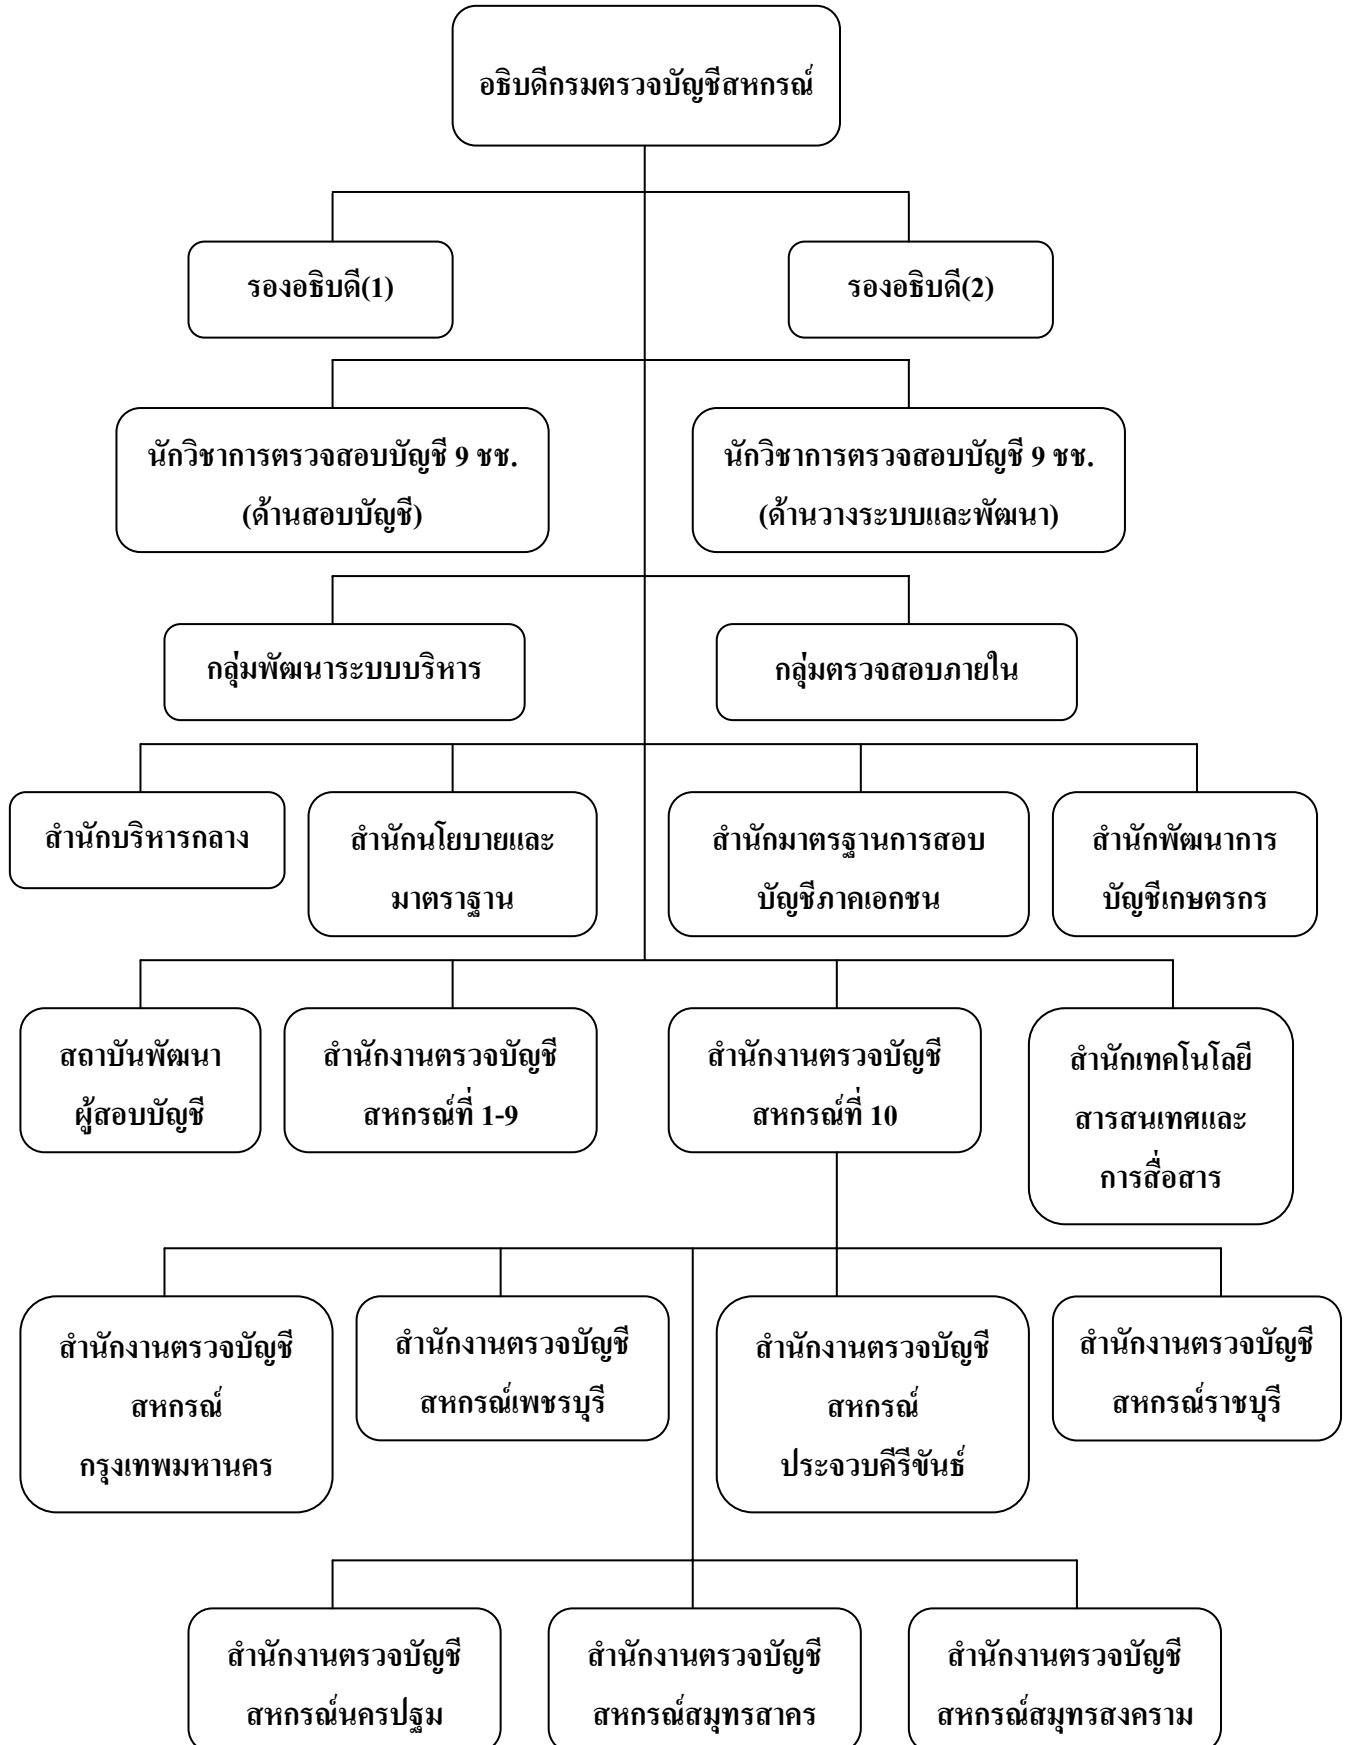 อธิบดีกรมตรวจบัญชีสหกรณ์
รองอธิบดี(1)
รองอธิบดี(2)
นักวิชาการตรวจสอบบัญชี 9 ชช.
(ด้านสอบบัญชี)
นักวิชาการตรวจสอบบัญชี 9 ชช.
(ด้านวางระบบและพัฒนา)
กลุ่มพัฒนาระบบบริหาร
กลุ่มตรวจสอบภายใน
สำนักบริหารกลาง
สำนักนโยบายและ
มาตราฐาน
สำนักมาตรฐานการสอบ
บัญชีภาคเอกชน
สำนักพัฒนาการ
บัญชีเกษตรกร
สถาบันพัฒนา
ผู้สอบบัญชี
สำนักงานตรวจบัญชี
สหกรณ์ที่ 1-9
สำนักงานตรวจบัญชี
สหกรณ์ที่ 10
สำนักเทคโนโลยี
สารสนเทศและ
การสื่อสาร
สำนักงานตรวจบัญชี
สหกรณ์
กรุงเทพมหานคร
สำนักงานตรวจบัญชี
สหกรณ์เพชรบุรี
สำนักงานตรวจบัญชี
สหกรณ์
ประจวบคีรีขันธ์
สำนักงานตรวจบัญชี
สหกรณ์ราชบุรี
สำนักงานตรวจบัญชี
สหกรณ์นครปฐม
สำนักงานตรวจบัญชี
สหกรณ์สมุทรสาคร
สำนักงานตรวจบัญชี
สหกรณ์สมุทรสงคราม